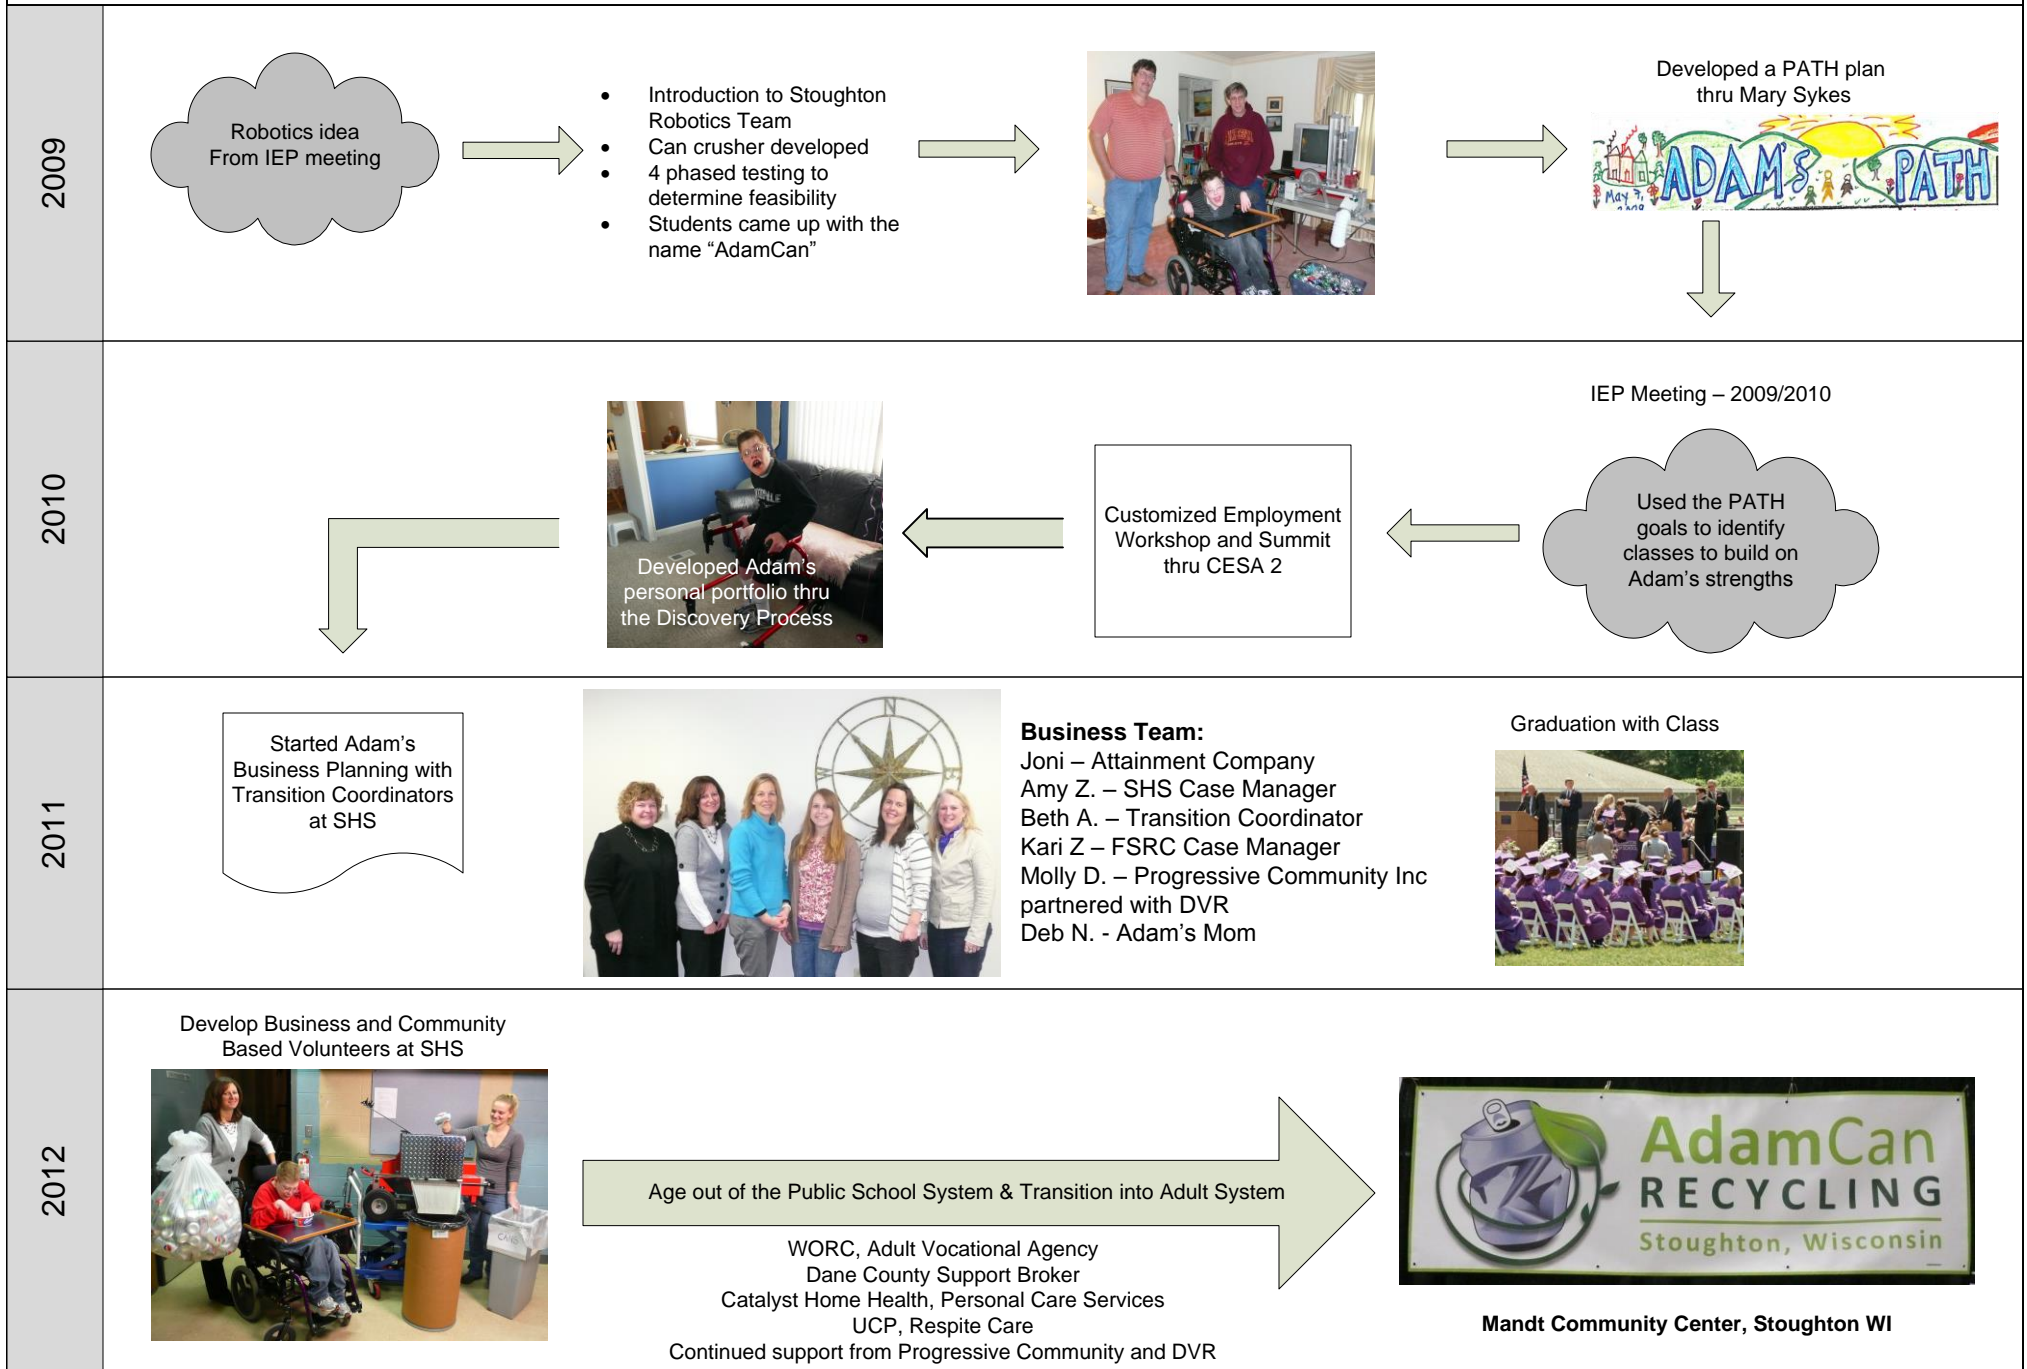 2009
Robotics idea
From IEP meeting
• Introduction to Stoughton
Robotics Team
• Can crusher developed
• 4 phased testing to
determine feasibility
• Students came up with the
name “AdamCan”
Developed a PATH plan
thru Mary Sykes
May 7,
ADAM'S PATH
2010
IEP Meeting – 2009/2010
Used the PATH
goals to identify
classes to build on
Adam’s strengths
Customized Employment
Workshop and Summit
thru CESA 2
Developed Adam’s
personal portfolio thru
the Discovery Process
2011
Started Adam’s
Business Planning with
Transition Coordinators
at SHS
N
W
Business Team:
Joni – Attainment Company
Amy Z. – SHS Case Manager
Beth A. – Transition Coordinator
Kari Z – FSRC Case Manager
Molly D. – Progressive Community Inc
partnered with DVR
Deb N. - Adam’s Mom
Graduation with Class
2012
Develop Business and Community
Based Volunteers at SHS
CANS
Age out of the Public School System & Transition into Adult System
WORC, Adult Vocational Agency
Dane County Support Broker
Catalyst Home Health, Personal Care Services
UCP, Respite Care
Continued support from Progressive Community and DVR
AdamCan
RECYCLING
Stoughton, Wisconsin
Mandt Community Center, Stoughton WI